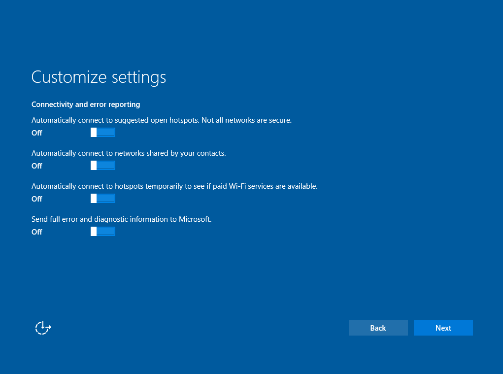 Customize settings
Connectivity and error reporting
Automatically connect to suggested open hotspots. Not all networks are secure.
Off
Automatically connect to networks shared by your contacts.
Off
Automatically connect to hotspots temporarily to see if paid Wi-Fi services are available.
Off
Send full error and diagnostic information to Microsoft.
Off
Back Next